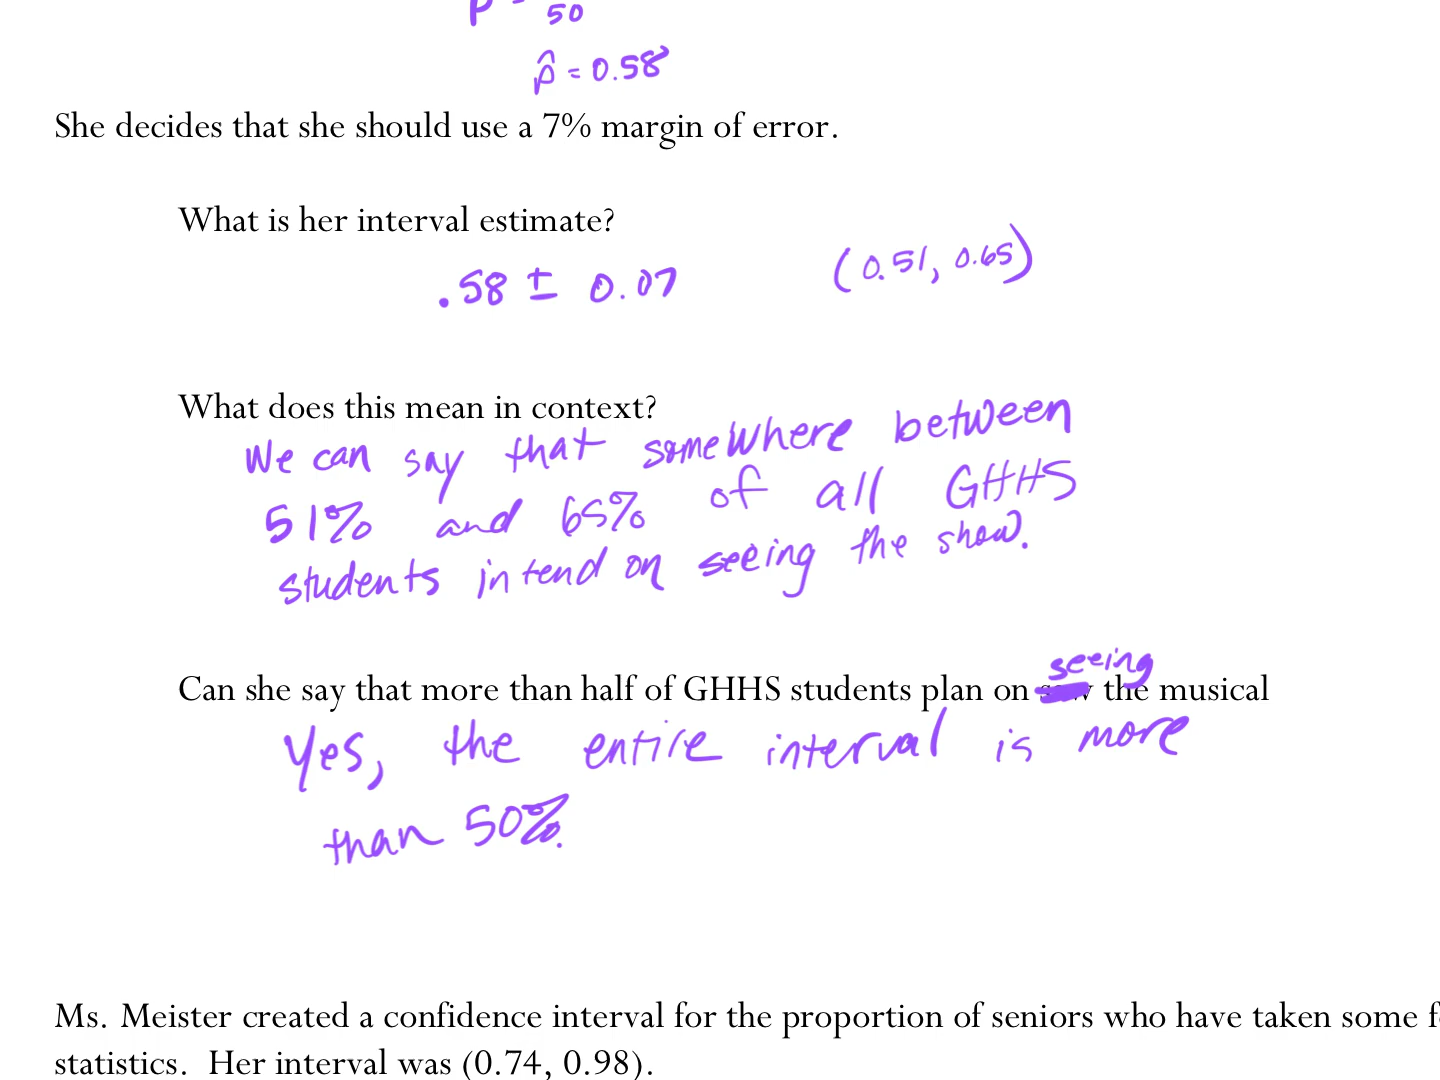 50
p̂ = 0.58
She decides that she should use a 7% margin of error.
What is her interval estimate?
.58 ± 0.07 (0.51, 0.65)
What does this mean in context?
We can say that somewhere between
51% and 65% of all GHHS
students intend on seeing the show.
seeing
Can she say that more than half of GHHS students plan on the musical
Yes, the entire interval is more
than 50%.
Ms. Meister created a confidence interval for the proportion of seniors who have taken some
statistics. Her interval was (0.74, 0.98).